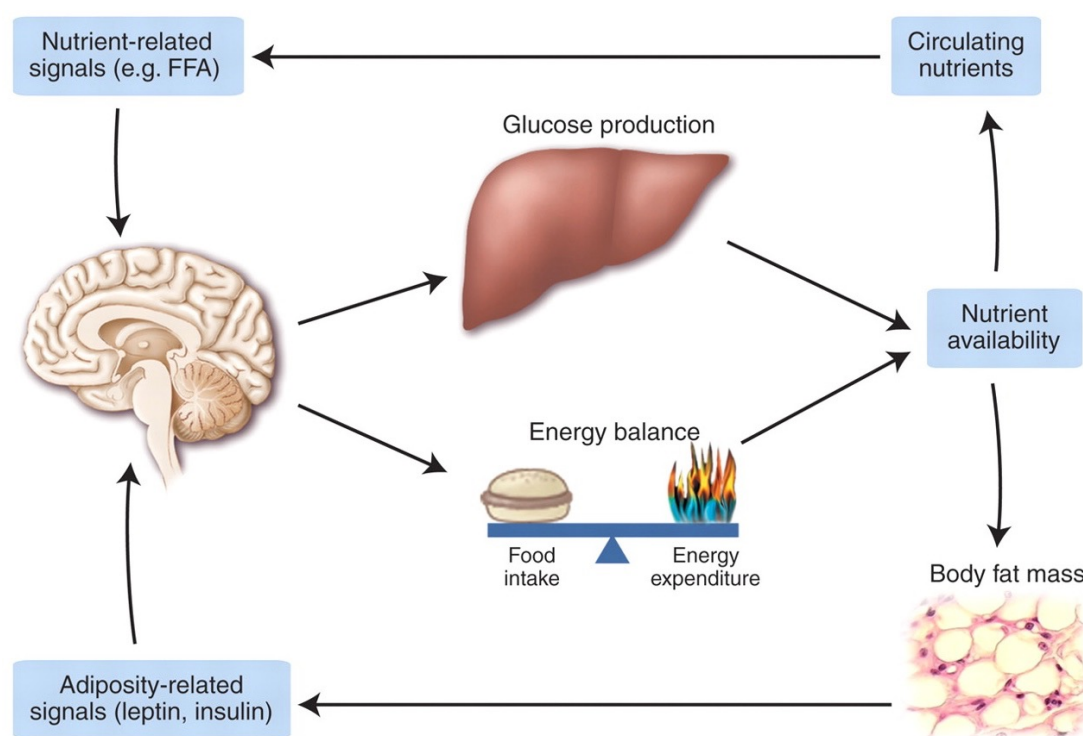 Nutrient-related
signals (e.g. FFA)
Circulating
nutrients
Glucose production
Nutrient
availability
Energy balance
Food
intake
Energy
expenditure
Body fat mass
Adiposity-related
signals (leptin, insulin)